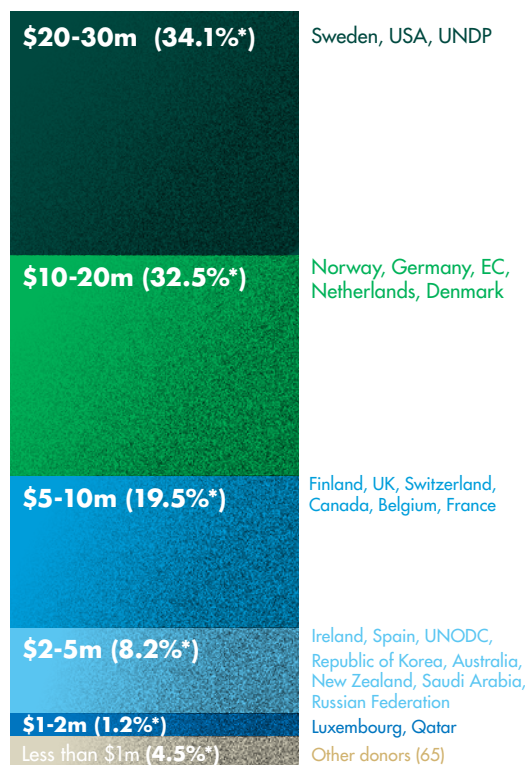 $20-30m (34.1%*)
Sweden, USA, UNDP
$10-20m (32.5%*)
Norway, Germany, EC,
Netherlands, Denmark
$5-10m (19.5%*)
Finland, UK, Switzerland,
Canada, Belgium, France
$2-5m (8.2%*)
Ireland, Spain, UNODC,
Republic of Korea, Australia,
New Zealand, Saudi Arabia,
Russian Federation
$1-2m (1.2%*)
Luxembourg, Qatar
Less than $1m (4.5%*)
Other donors (65)